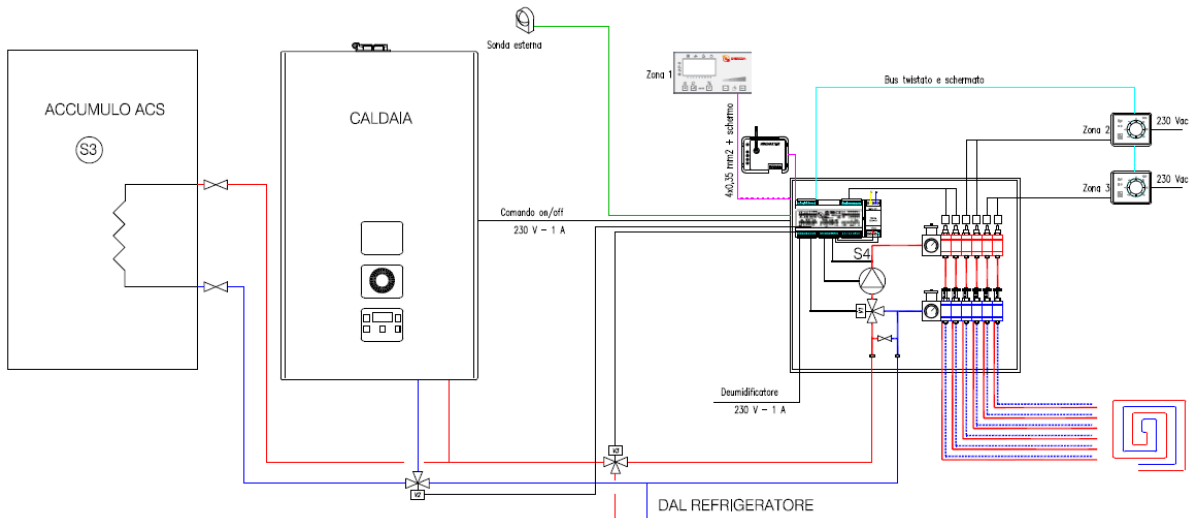 Sonda esterna
Zona 1
Bus twistato e schermato
ACCUMULO ACS
S3
CALDAIA
4x0,35 mm2 + schermo
230 Vac
Zona 2
230 Vac
Zona 3
Comando on/off
230 V - 1 A
S4
Deumidificatore
230 V - 1 A
DAL REFRIGERATORE